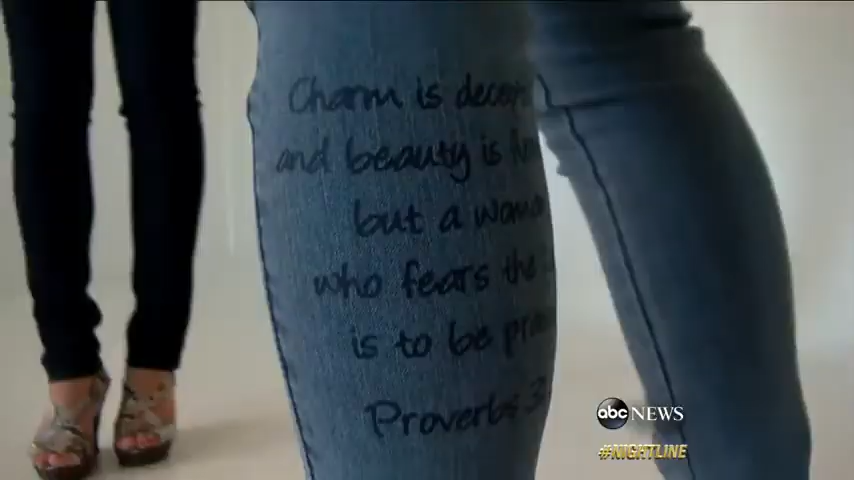 Charm is
and beauty is
but a
who fears the
is to be
Proverbs
abc NEWS
#NIGHTLINE